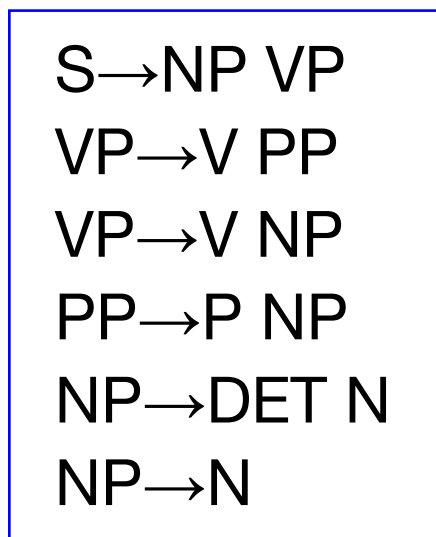 S→NP VP
VP→V PP
VP→V NP
PP→P NP
NP→DET N
NP→N